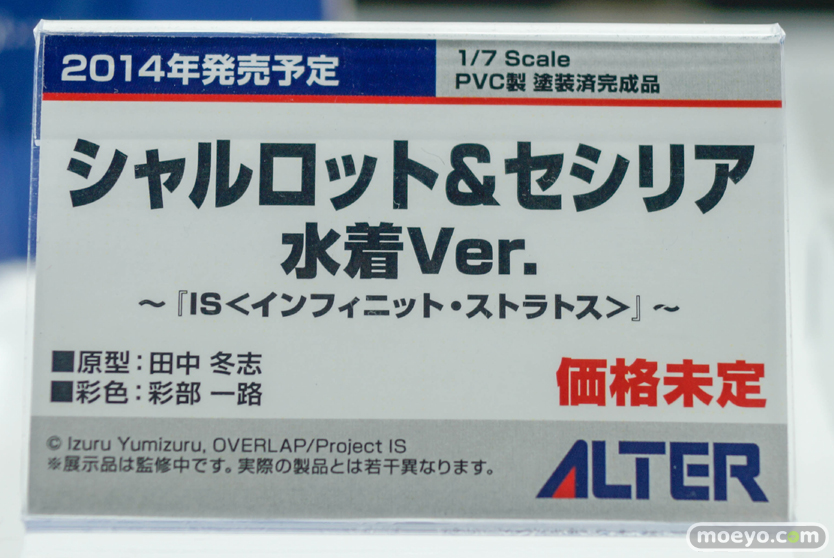 2014年発売予定
1/7 Scale
PVC製 塗装済完成品
シャルロット&セシリア
水着Ver.
~『IS<インフィニット・ストラトス>』~
■原型:田中 冬志
■彩色:彩部 一路
価格未定
© Izuru Yumizuru, OVERLAP/Project IS
※展示品は監修中です。実際の製品とは若干異なります。
ALTER
moeyo.com